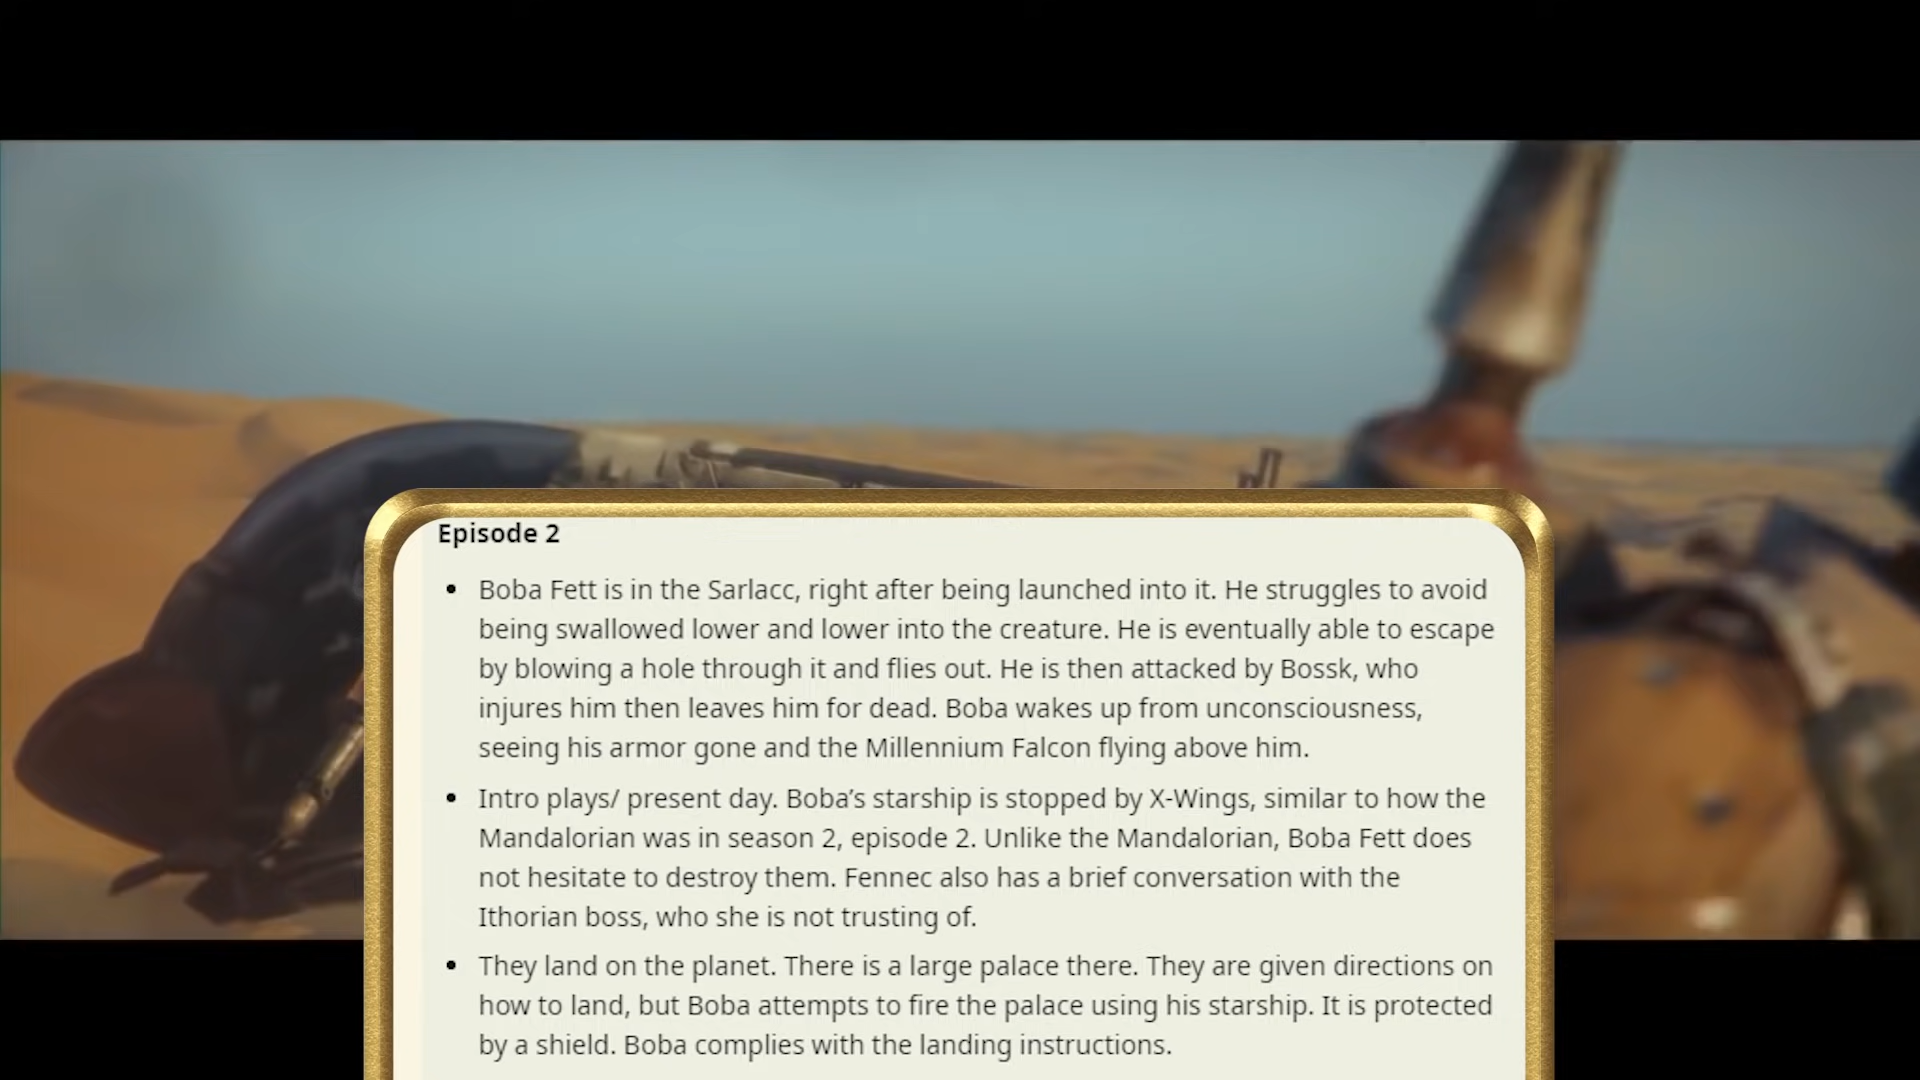 Episode 2
• Boba Fett is in the Sarlacc, right after being launched into it. He struggles to avoid
being swallowed lower and lower into the creature. He is eventually able to escape
by blowing a hole through it and flies out. He is then attacked by Bossk, who
injures him then leaves him for dead. Boba wakes up from unconsciousness,
seeing his armor gone and the Millennium Falcon flying above him.
• Intro plays/ present day. Boba’s starship is stopped by X-Wings, similar to how the
Mandalorian was in season 2, episode 2. Unlike the Mandalorian, Boba Fett does
not hesitate to destroy them. Fennec also has a brief conversation with the
Ithorian boss, who she is not trusting of.
• They land on the planet. There is a large palace there. They are given directions on
how to land, but Boba attempts to fire the palace using his starship. It is protected
by a shield. Boba complies with the landing instructions.